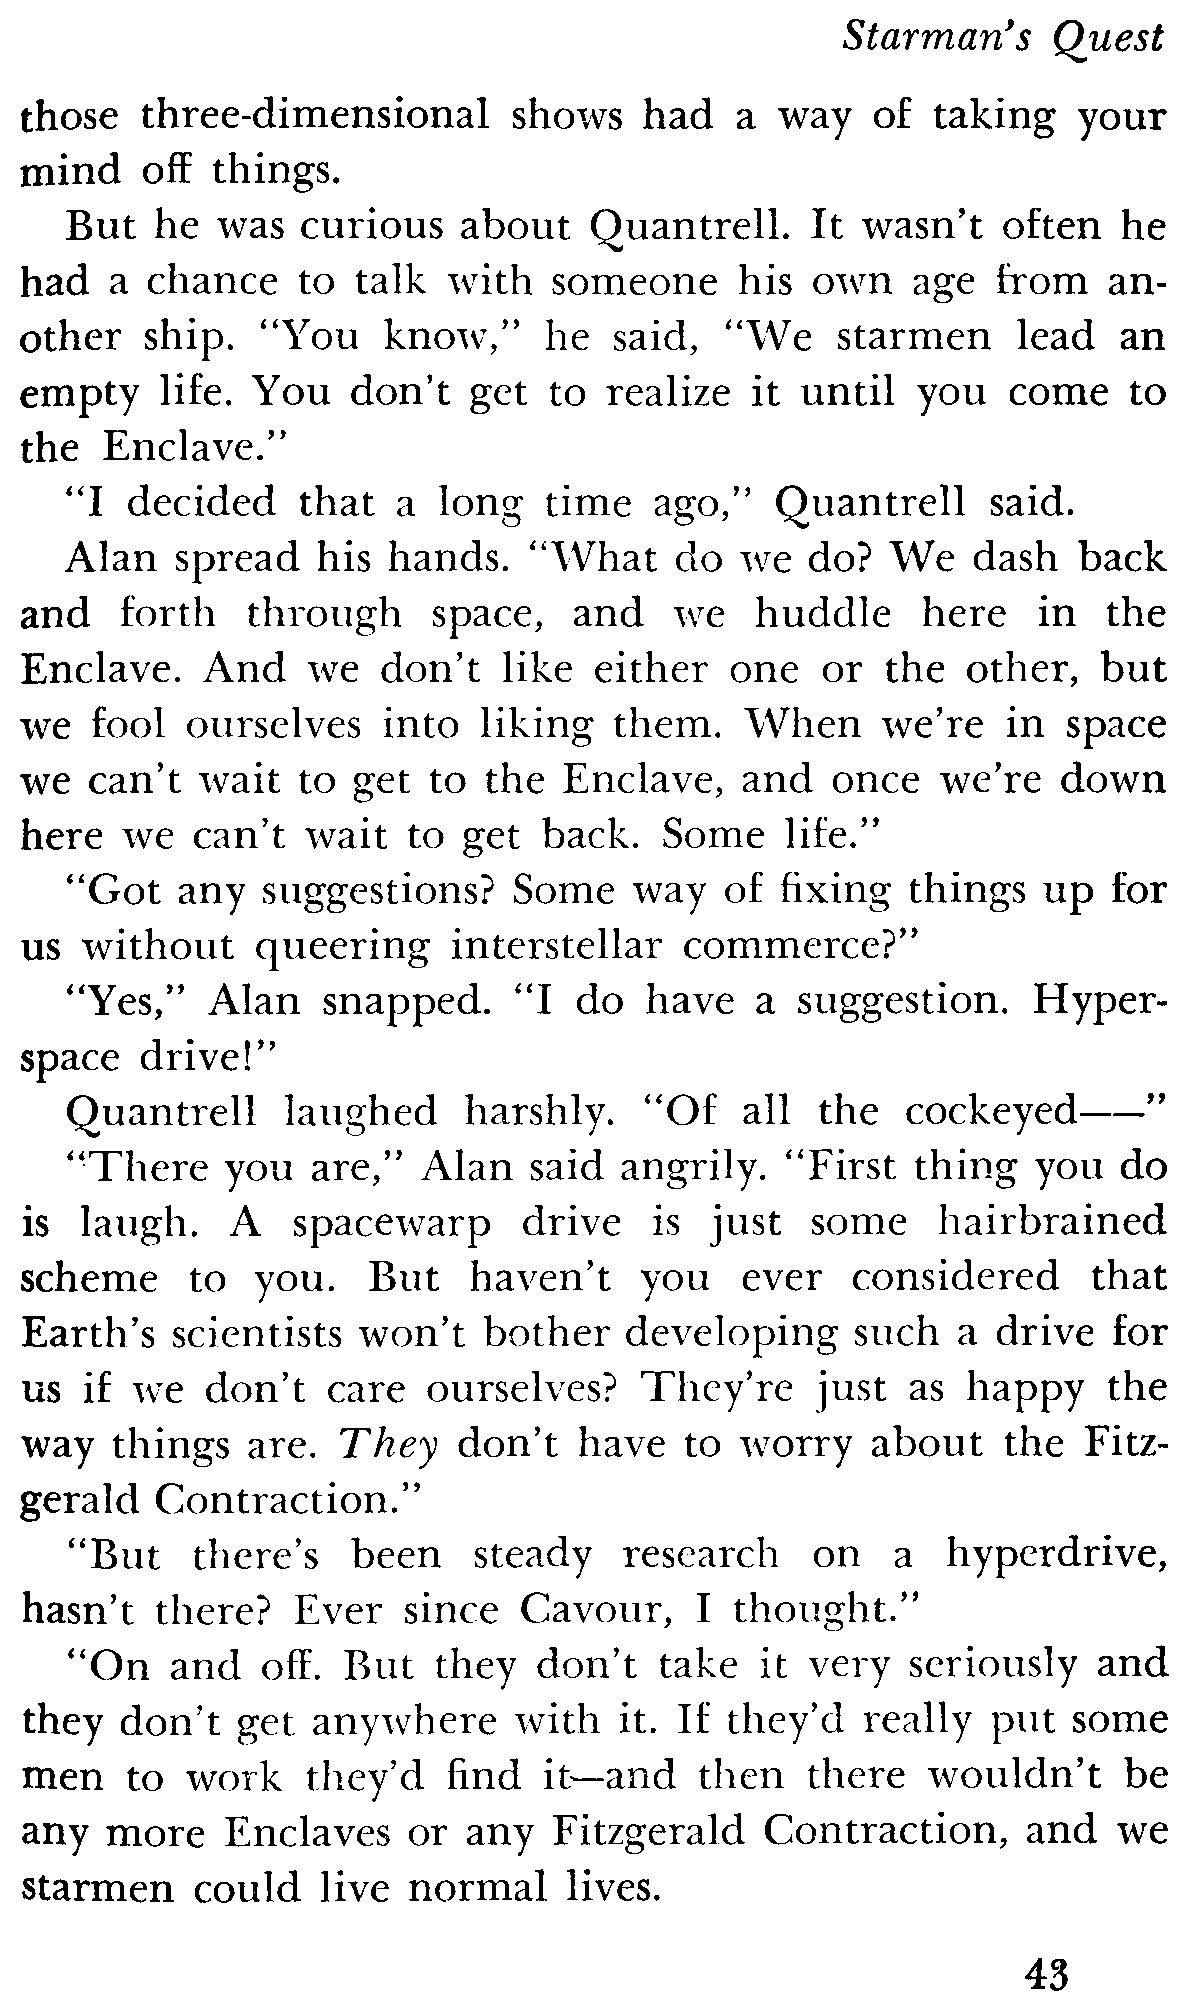 Starman's Quest
those three-dimensional shows had a way of taking your
mind off things.
But he was curious about Quantrell. It wasn't often he
had a chance to talk with someone his own age from an-
other ship. “You know,” he said, “We starmen lead an
empty life. You don't get to realize it until you come to
the Enclave.”
“I decided that a long time ago,” Quantrell said.
Alan spread his hands. “What do we do? We dash back
and forth through space, and we huddle here in the
Enclave. And we don't like either one or the other, but
we fool ourselves into liking them. When we're in space
we can't wait to get to the Enclave, and once we're down
here we can't wait to get back. Some life.”
“Got any suggestions? Some way of fixing things up for
us without queering interstellar commerce?”
“Yes,” Alan snapped. “I do have a suggestion. Hyper-
space drive!”
Quantrell laughed harshly. “Of all the cockeyed——”
“There you are,” Alan said angrily. “First thing you do
is laugh. A spacewarp drive is just some hairbrained
scheme to you. But haven't you ever considered that
Earth's scientists won't bother developing such a drive for
us if we don't care ourselves? They're just as happy the
way things are. They don't have to worry about the Fitz-
gerald Contraction.”
“But there's been steady research on a hyperdrive,
hasn't there? Ever since Cavour, I thought.”
“On and off. But they don't take it very seriously and
they don't get anywhere with it. If they'd really put some
men to work they'd find it—and then there wouldn't be
any more Enclaves or any Fitzgerald Contraction, and we
starmen could live normal lives.
43